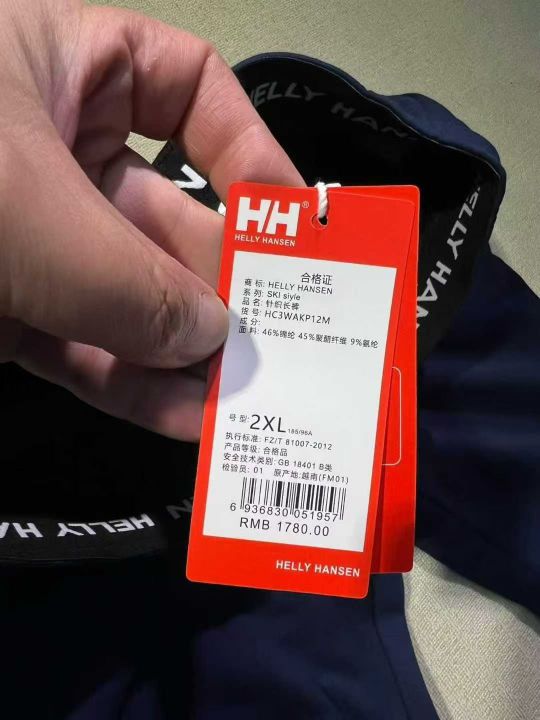 HELLY HANSEN
HELLY HAN
HH®
HELLY HANSEN
合格证
商 标: HELLY HANSEN
系 列: SKI siyle
品 名: 针织长裤
货 号: HC3WAKP12M
成 分:
面 料: 46%锦纶 45%聚醋纤维 9%氨纶
号 型: 2XL 185/96A
执行标准: FZ/T 81007-2012
产品等级: 合格品
安全技术类别: GB 18401 B类
检验员: 01 原产地: 越南(FM01)
6 936830 051957
RMB 1780.00
HELLY HANSEN
HELLY HANSEN